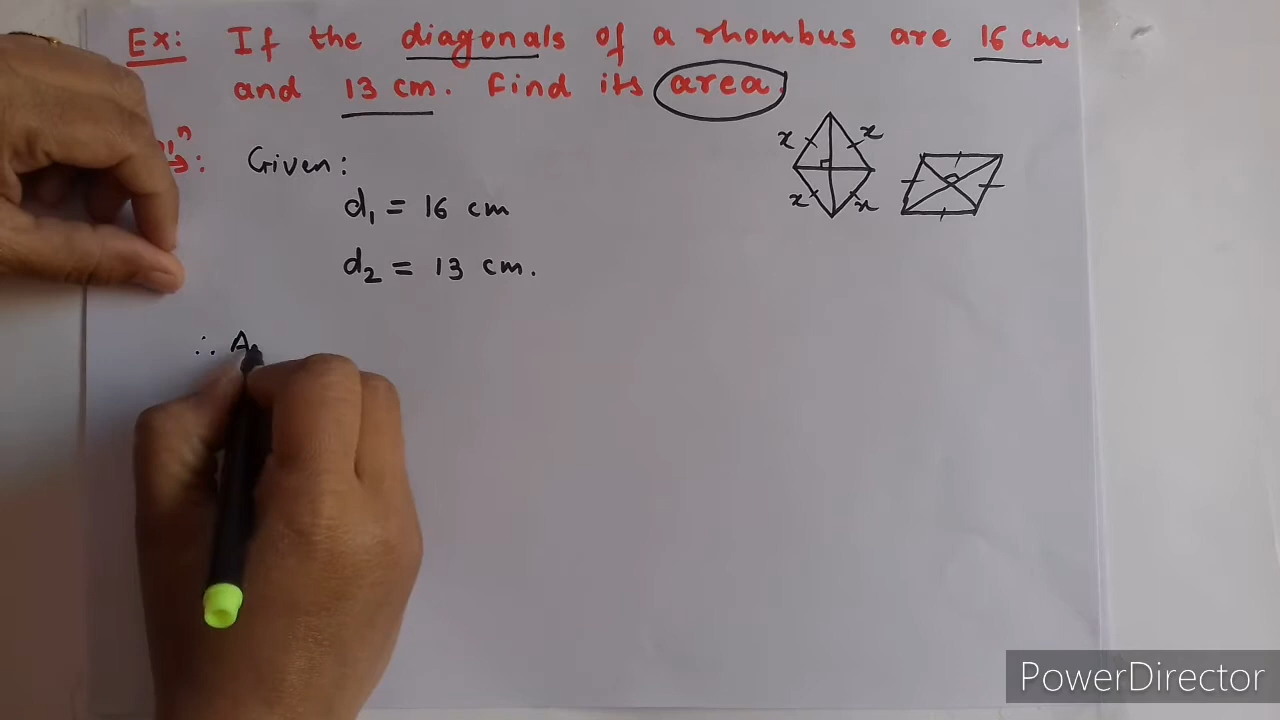 Ex: If the diagonals of a rhombus are 16 cm
and 13 cm. Find its area.
Given:
d₁ = 16 cm
d₂ = 13 cm.
∴ A
x x
x x
PowerDirector